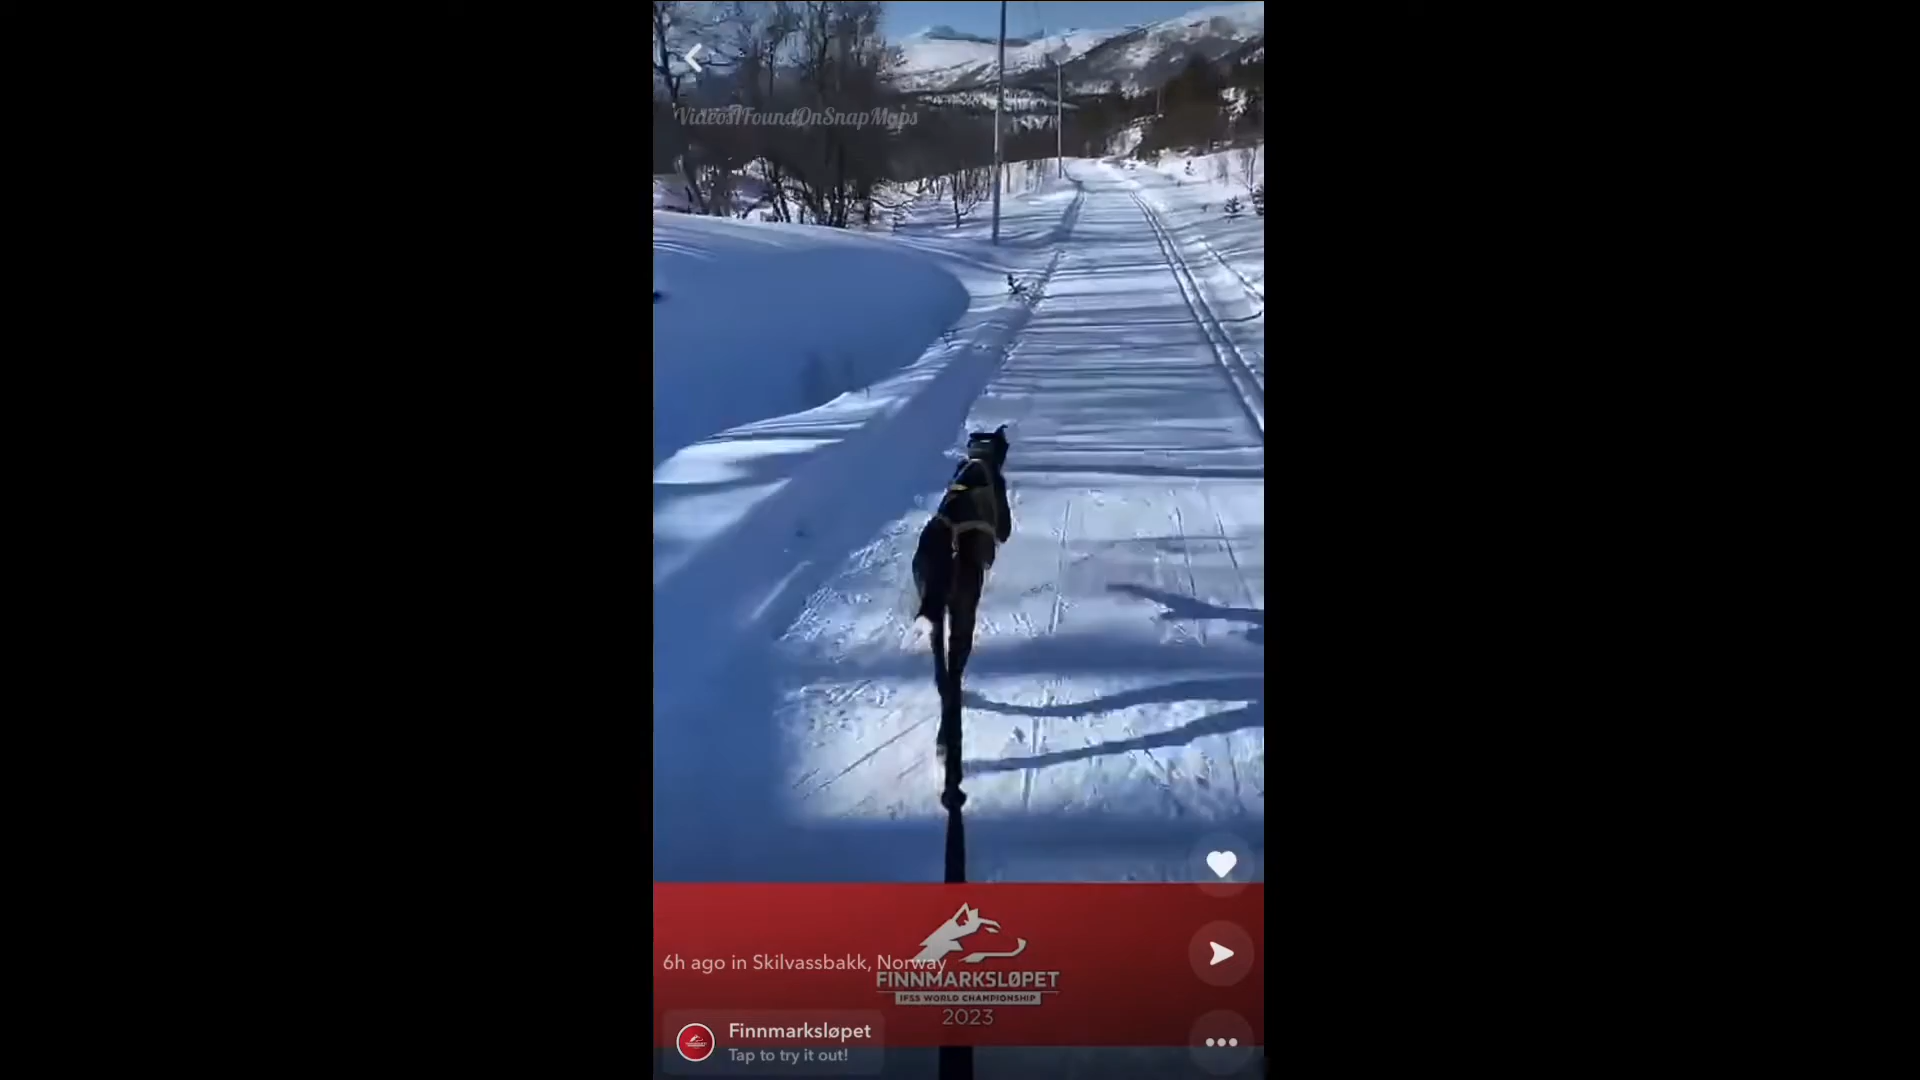 VideosIFoundOnSnapMaps
6h ago in Skilvassbakk, Norway
FINNMARKSLØPET
IFSS WORLD CHAMPIONSHIP
2023
Finnmarksløpet
Tap to try it out!